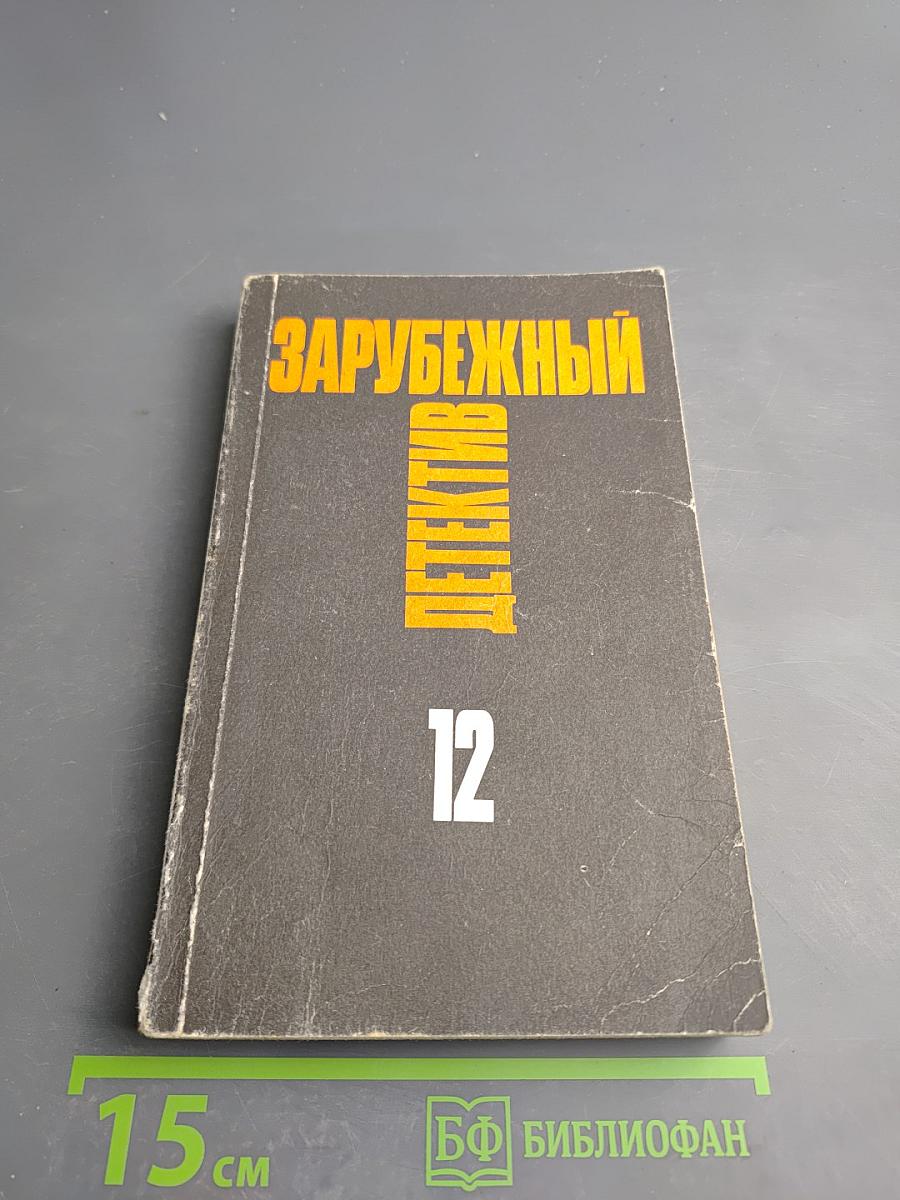 ЗАРУБЕЖНЫЙ
ДЕТЕКТИВ
12
15 см
БФ БИБЛИОФАН